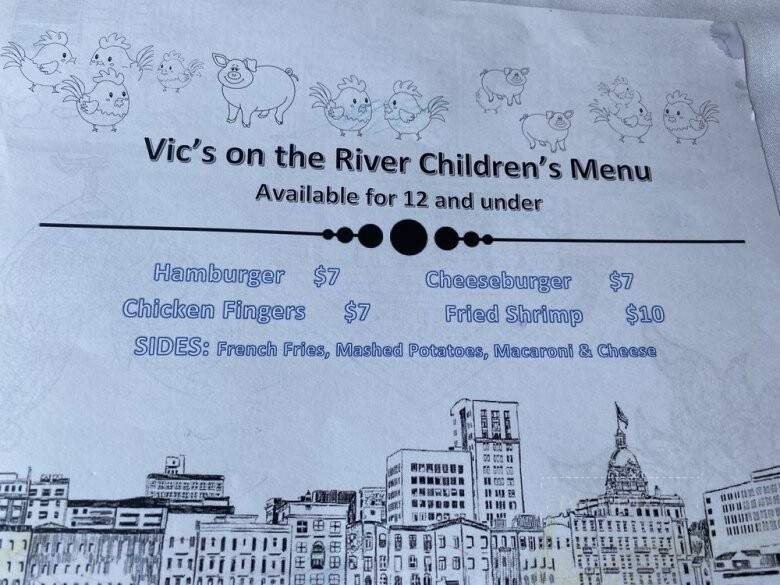 Vic's on the River Children's Menu
Available for 12 and under
Hamburger $7 Cheeseburger $7
Chicken Fingers $7 Fried Shrimp $10
SIDES: French Fries, Mashed Potatoes, Macaroni & Cheese